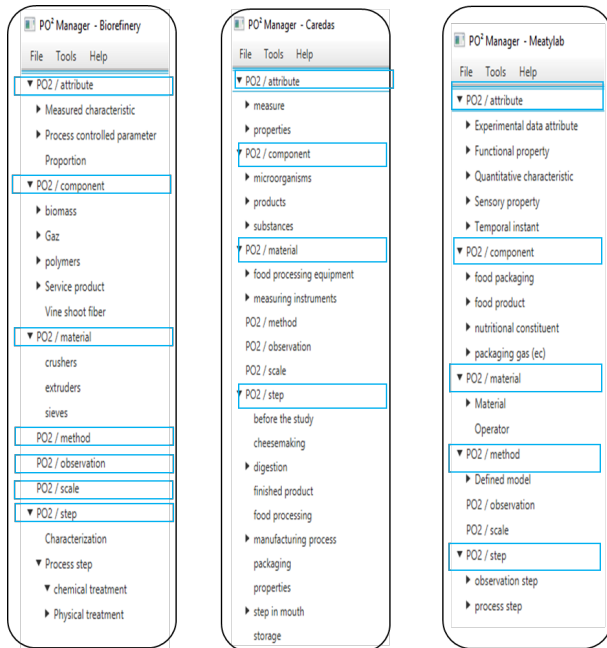 PO² Manager - Biorefinery
File Tools Help
PO2 / attribute
Measured characteristic
Process controlled parameter
Proportion
PO2 / component
biomass
Gaz
polymers
Service product
Vine shoot fiber
PO2 / material
crushers
extruders
sieves
PO2 / method
PO2 / observation
PO2 / scale
PO2 / step
Characterization
Process step
chemical treatment
Physical treatment
PO² Manager - Caredas
File Tools Help
PO2 / attribute
measure
properties
PO2 / component
microorganisms
products
substances
PO2 / material
food processing equipment
measuring instruments
PO2 / method
PO2 / observation
PO2 / scale
PO2 / step
before the study
cheesemaking
digestion
finished product
food processing
manufacturing process
packaging
properties
step in mouth
storage
PO² Manager - Meatylab
File Tools Help
PO2 / attribute
Experimental data attribute
Functional property
Quantitative characteristic
Sensory property
Temporal instant
PO2 / component
food packaging
food product
nutritional constituent
packaging gas (ec)
PO2 / material
Material
Operator
PO2 / method
Defined model
PO2 / observation
PO2 / scale
PO2 / step
observation step
process step